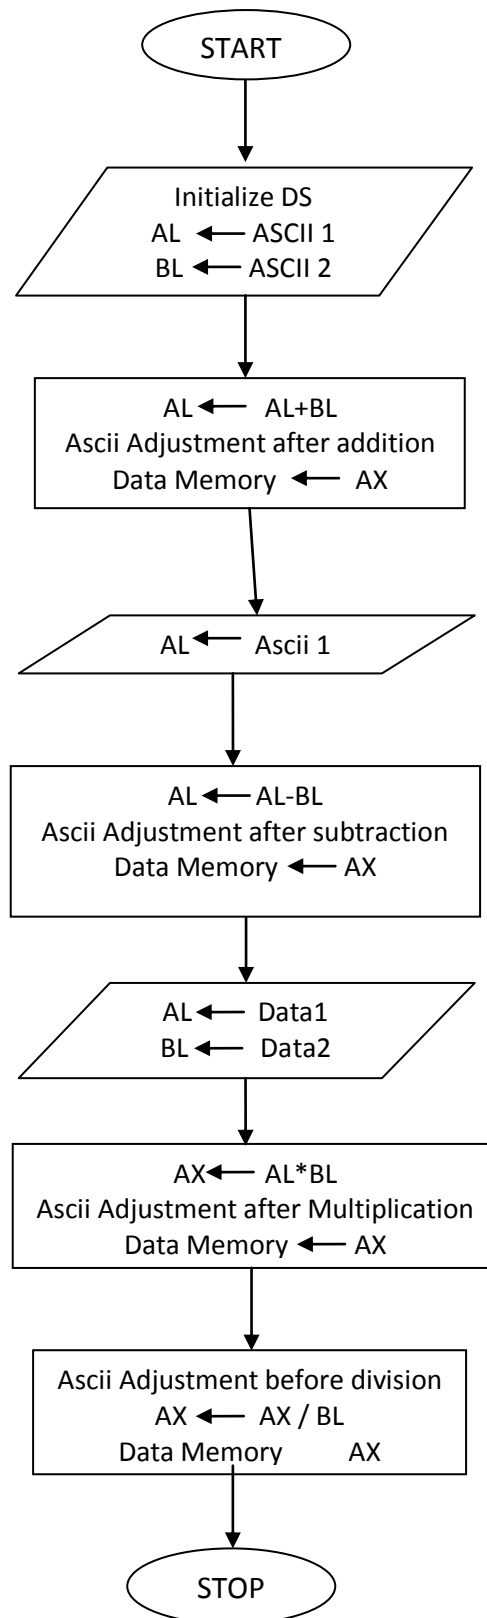 START
Initialize DS
AL ← ASCII 1
BL ← ASCII 2
AL ← AL+BL
Ascii Adjustment after addition
Data Memory ← AX
AL ← Ascii 1
AL ← AL-BL
Ascii Adjustment after subtraction
Data Memory ← AX
AL ← Data1
BL ← Data2
AX ← AL*BL
Ascii Adjustment after Multiplication
Data Memory ← AX
Ascii Adjustment before division
AX ← AX / BL
Data Memory AX
STOP